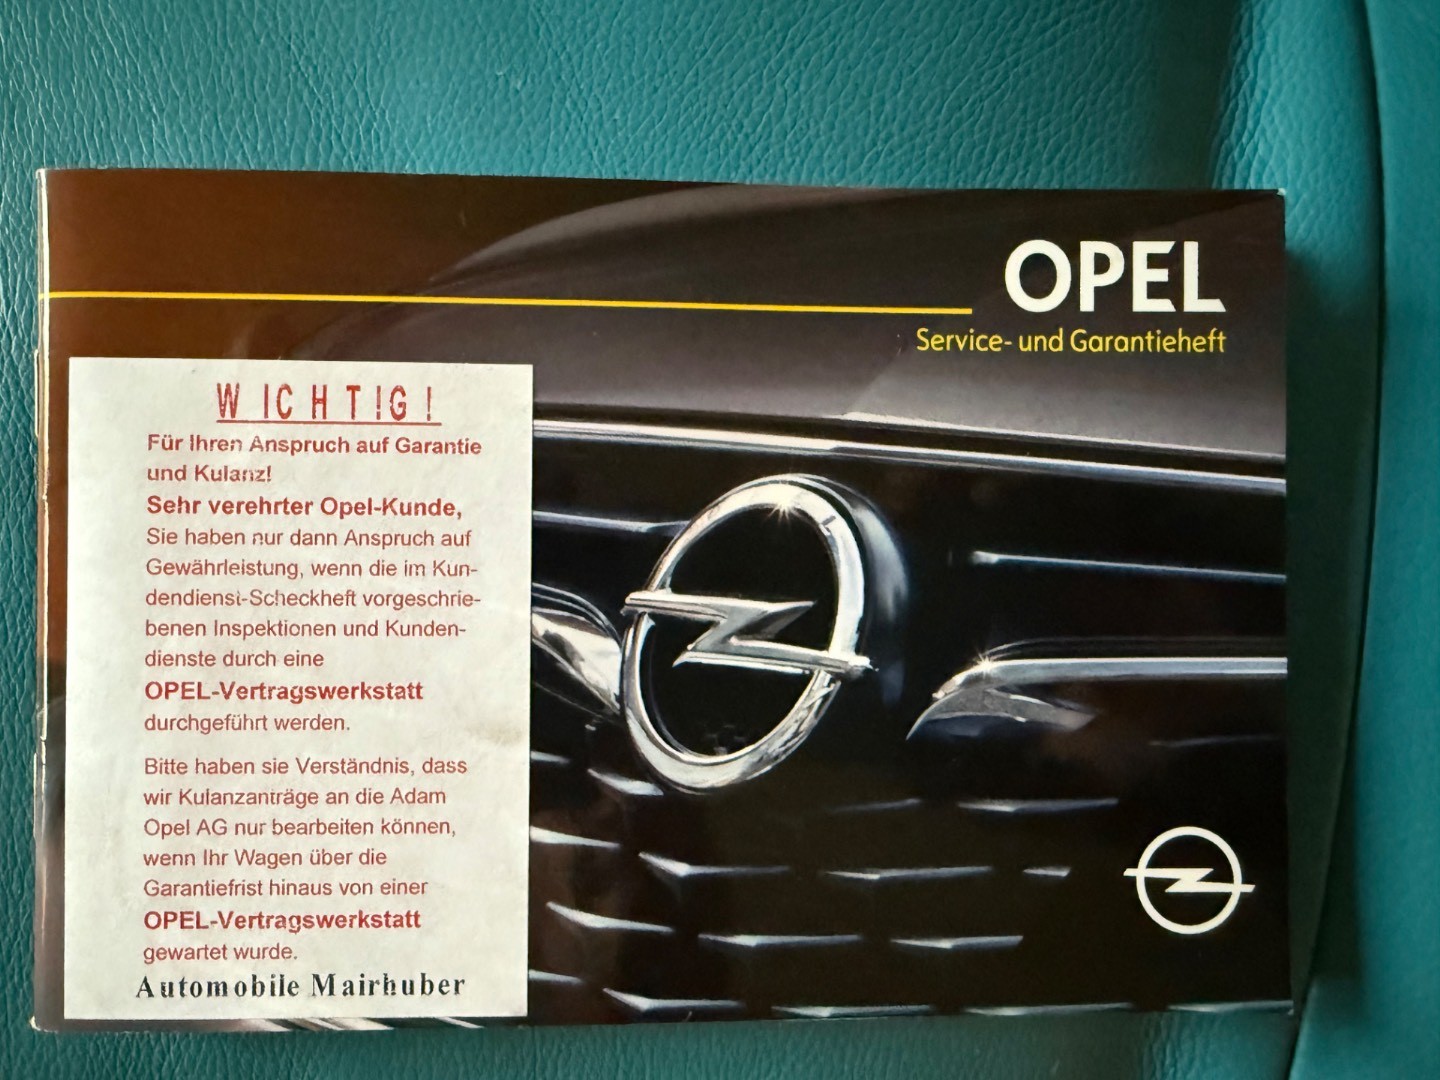 OPEL
Service- und Garantieheft
WICHTIG!
Für Ihren Anspruch auf Garantie
und Kulanz!
Sehr verehrter Opel-Kunde,
Sie haben nur dann Anspruch auf
Gewährleistung, wenn die im Kun-
dendienst-Scheckheft vorgeschrie-
benen Inspektionen und Kunden-
dienste durch eine
OPEL-Vertragswerkstatt
durchgeführt werden.
Bitte haben sie Verständnis, dass
wir Kulanzanträge an die Adam
Opel AG nur bearbeiten können,
wenn Ihr Wagen über die
Garantiefrist hinaus von einer
OPEL-Vertragswerkstatt
gewartet wurde.
Automobile Mairhuber